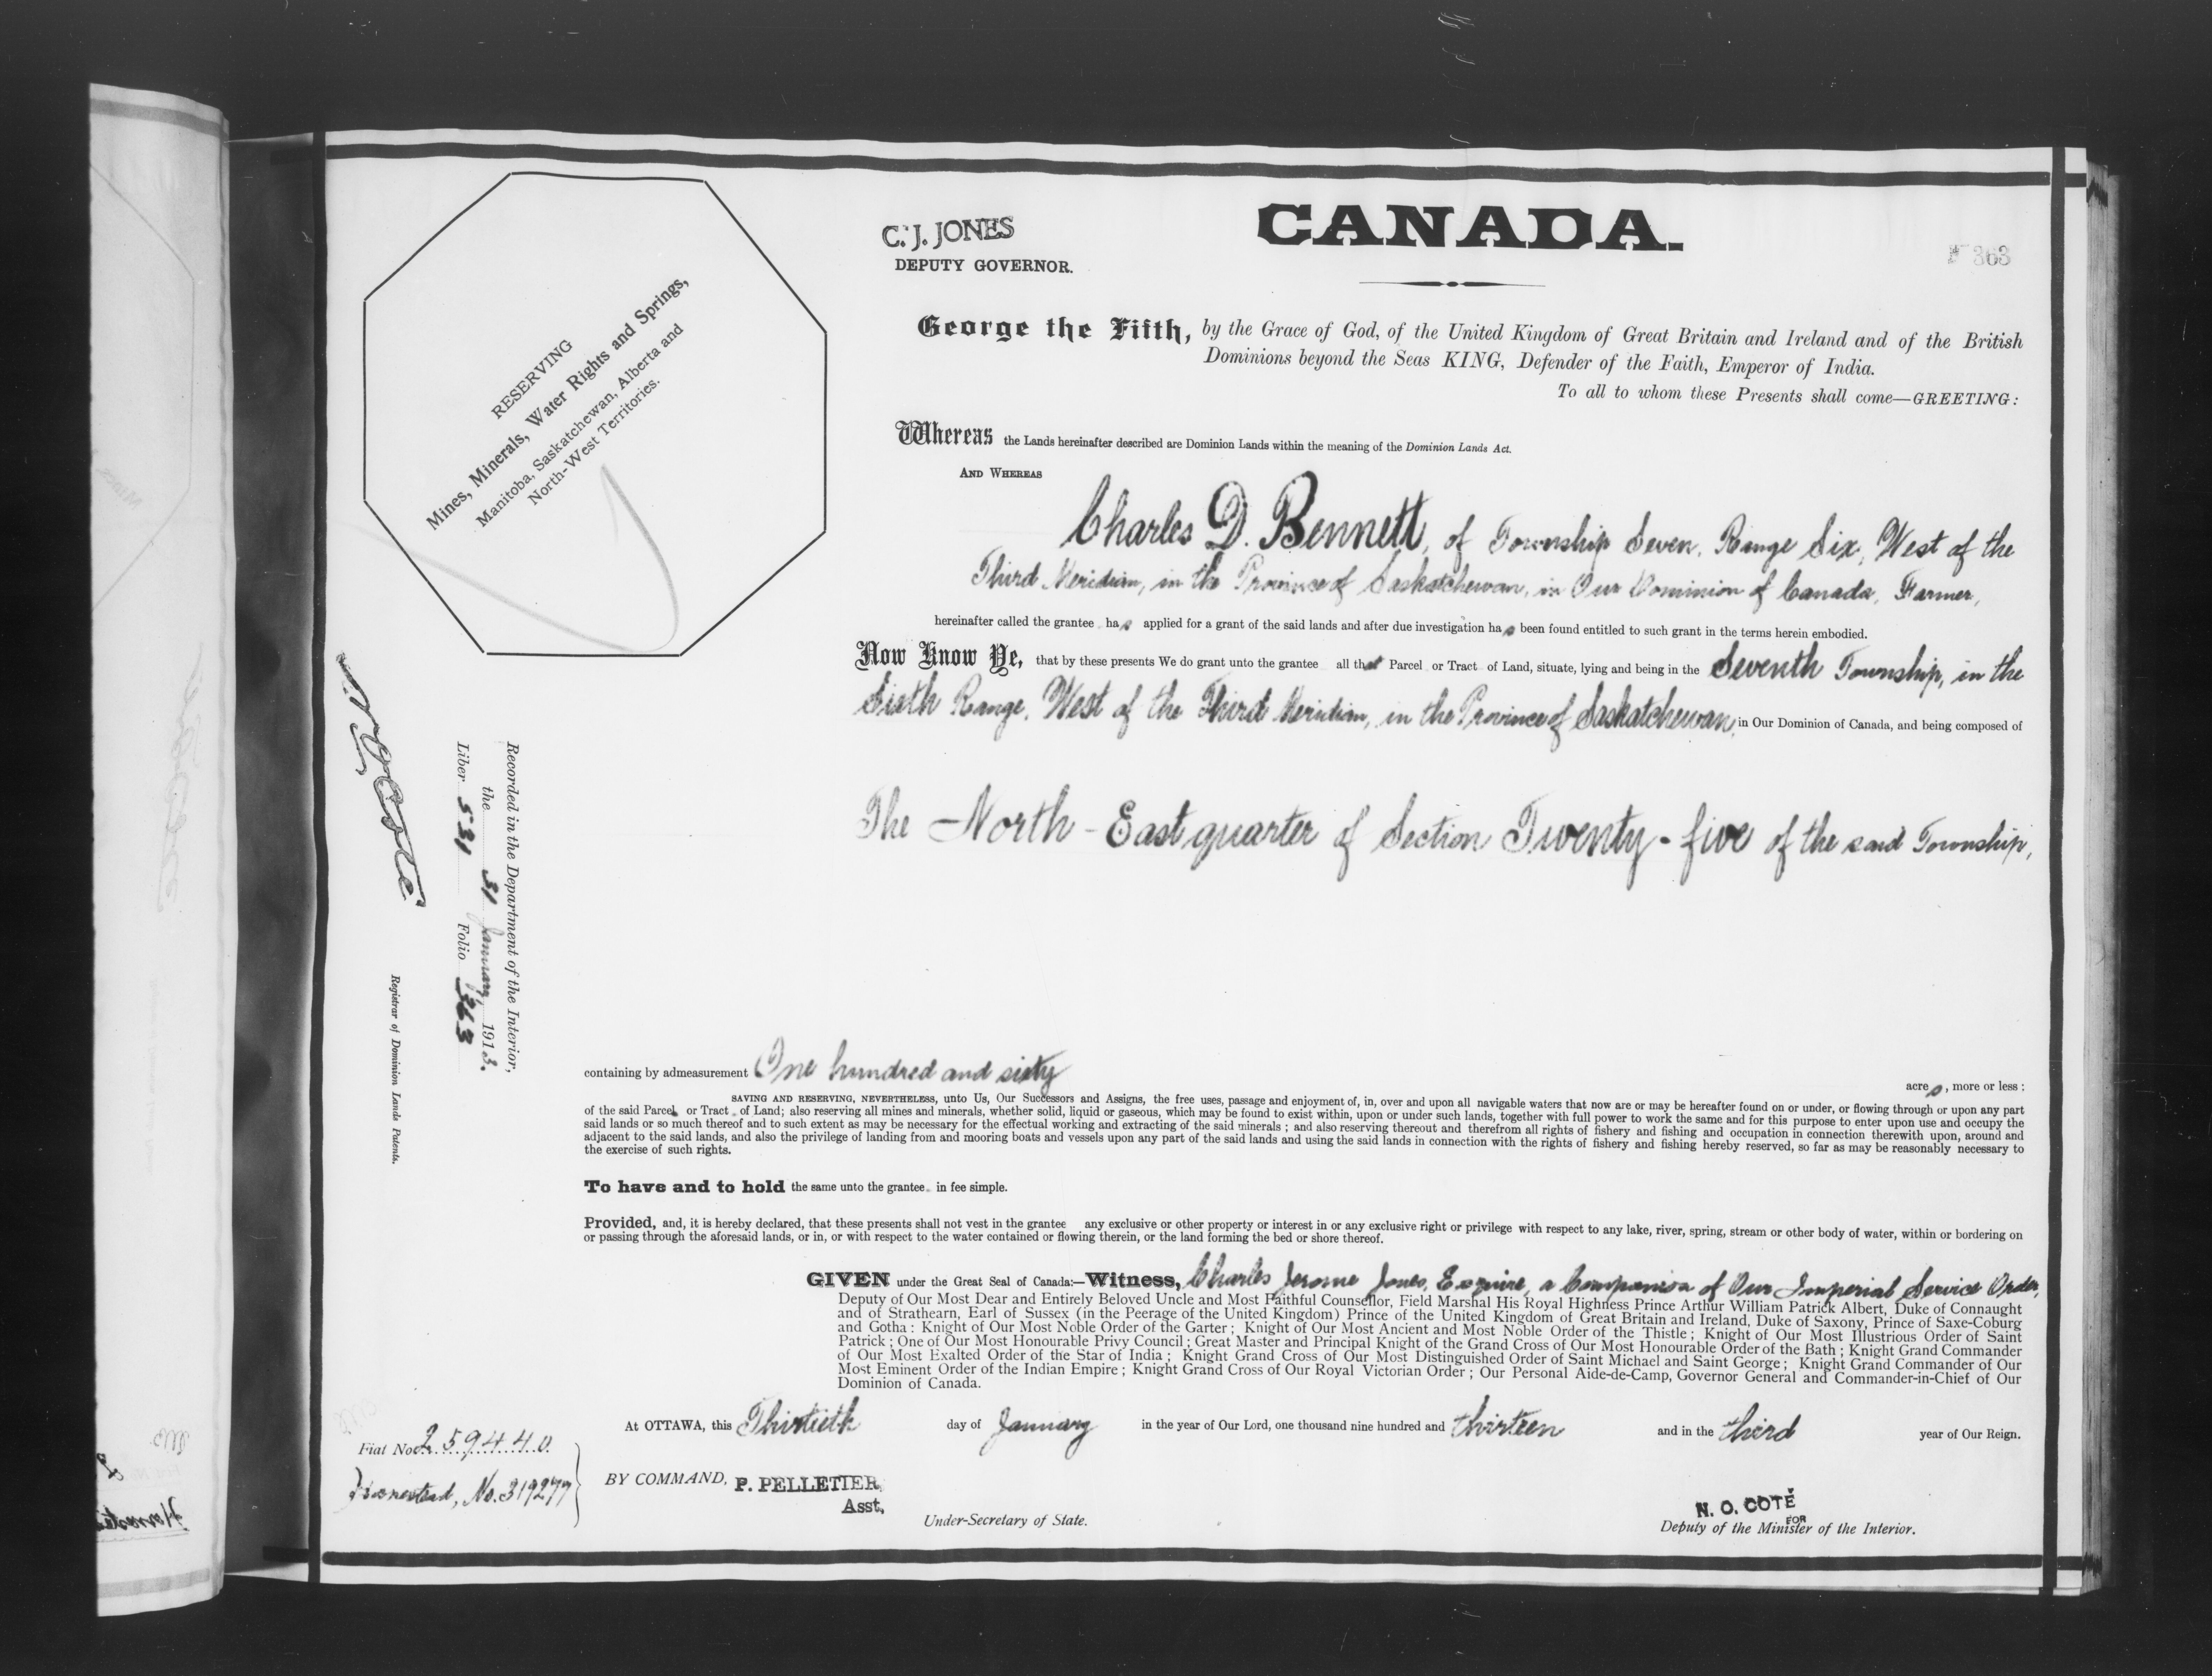 C. J. JONES
DEPUTY GOVERNOR.
CANADA.
363
RESERVING
Mines, Minerals, Water Rights and Springs,
Manitoba, Saskatchewan, Alberta and
North-West Territories.
George the Fifth, by the Grace of God, of the United Kingdom of Great Britain and Ireland and of the British
Dominions beyond the Seas KING, Defender of the Faith, Emperor of India.
To all to whom these Presents shall come—GREETING:
Whereas the Lands hereinafter described are Dominion Lands within the meaning of the Dominion Lands Act.
AND WHEREAS
Charles D. Bennett, of Township Seven, Range Six, West of the
Third Meridian, in the Province of Saskatchewan, in Our Dominion of Canada, Farmer,
hereinafter called the grantee has applied for a grant of the said lands and after due investigation has been found entitled to such grant in the terms herein embodied.
Now Know Ye, that by these presents We do grant unto the grantee all that Parcel or Tract of Land, situate, lying and being in the Seventh Township, in the
Sixth Range, West of the Third Meridian, in the Province of Saskatchewan, in Our Dominion of Canada, and being composed of
The North-East quarter of Section Twenty-five of the said Township,
N O Coté
Registrar of Dominion Lands Patents.
Recorded in the Department of the Interior,
the 31 January, 1913.
Liber 531 Folio 363
containing by admeasurement One hundred and sixty acres, more or less:
SAVING AND RESERVING, NEVERTHELESS, unto Us, Our Successors and Assigns, the free uses, passage and enjoyment of, in, over and upon all navigable waters that now are or may be hereafter found on or under, or flowing through or upon any part
of the said Parcel or Tract of Land; also reserving all mines and minerals, whether solid, liquid or gaseous, which may be found to exist within, upon or under such lands, together with full power to work the same and for this purpose to enter upon use and occupy the
said lands or so much thereof and to such extent as may be necessary for the effectual working and extracting of the said minerals; and also reserving thereout and therefrom all rights of fishery and fishing and occupation in connection therewith upon, around and
adjacent to the said lands, and also the privilege of landing from and mooring boats and vessels upon any part of the said lands and using the said lands in connection with the rights of fishery and fishing hereby reserved, so far as may be reasonably necessary to
the exercise of such rights.
To have and to hold the same unto the grantee in fee simple.
Provided, and, it is hereby declared, that these presents shall not vest in the grantee any exclusive or other property or interest in or any exclusive right or privilege with respect to any lake, river, spring, stream or other body of water, within or bordering on
or passing through the aforesaid lands, or in, or with respect to the water contained or flowing therein, or the land forming the bed or shore thereof.
GIVEN under the Great Seal of Canada:—Witness, Charles Jerome Jones, Esquire, a Companion of Our Imperial Service Order,
Deputy of Our Most Dear and Entirely Beloved Uncle and Most Faithful Counsellor, Field Marshal His Royal Highness Prince Arthur William Patrick Albert, Duke of Connaught
and of Strathearn, Earl of Sussex (in the Peerage of the United Kingdom) Prince of the United Kingdom of Great Britain and Ireland, Duke of Saxony, Prince of Saxe-Coburg
and Gotha: Knight of Our Most Noble Order of the Garter; Knight of Our Most Ancient and Most Noble Order of the Thistle; Knight of Our Most Illustrious Order of Saint
Patrick; One of Our Most Honourable Privy Council; Great Master and Principal Knight of the Grand Cross of Our Most Honourable Order of the Bath; Knight Grand Commander
of Our Most Exalted Order of the Star of India; Knight Grand Cross of Our Most Distinguished Order of Saint Michael and Saint George; Knight Grand Commander of Our
Most Eminent Order of the Indian Empire; Knight Grand Cross of Our Royal Victorian Order; Our Personal Aide-de-Camp, Governor General and Commander-in-Chief of Our
Dominion of Canada.
At OTTAWA, this Thirtieth day of January in the year of Our Lord, one thousand nine hundred and thirteen and in the third year of Our Reign.
Fiat No. 259440
Homestead, No. 319277
BY COMMAND, P. PELLETIER,
Asst.
Under-Secretary of State.
N. O. COTÉ
FOR
Deputy of the Minister of the Interior.